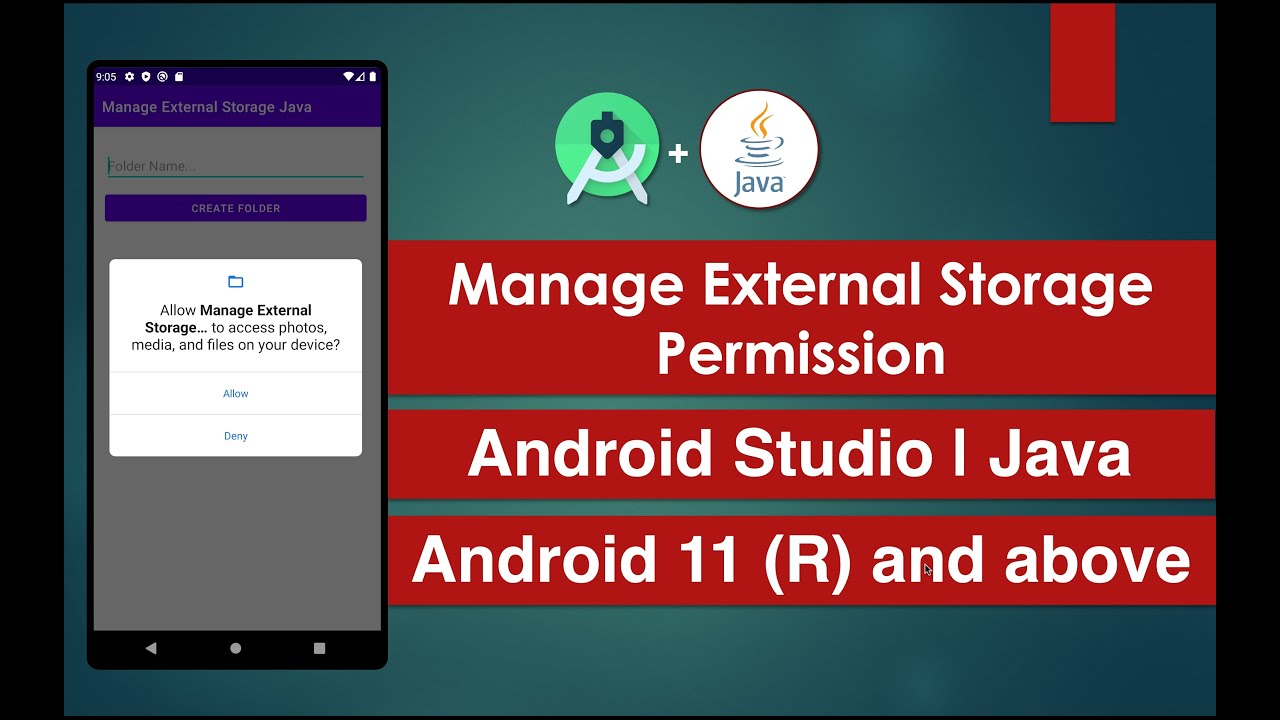 9:05
Manage External Storage Java
Folder Name...
CREATE FOLDER
Allow Manage External
Storage… to access photos,
media, and files on your device?
Allow
Deny
+
Java
Manage External Storage
Permission
Android Studio | Java
Android 11 (R) and above